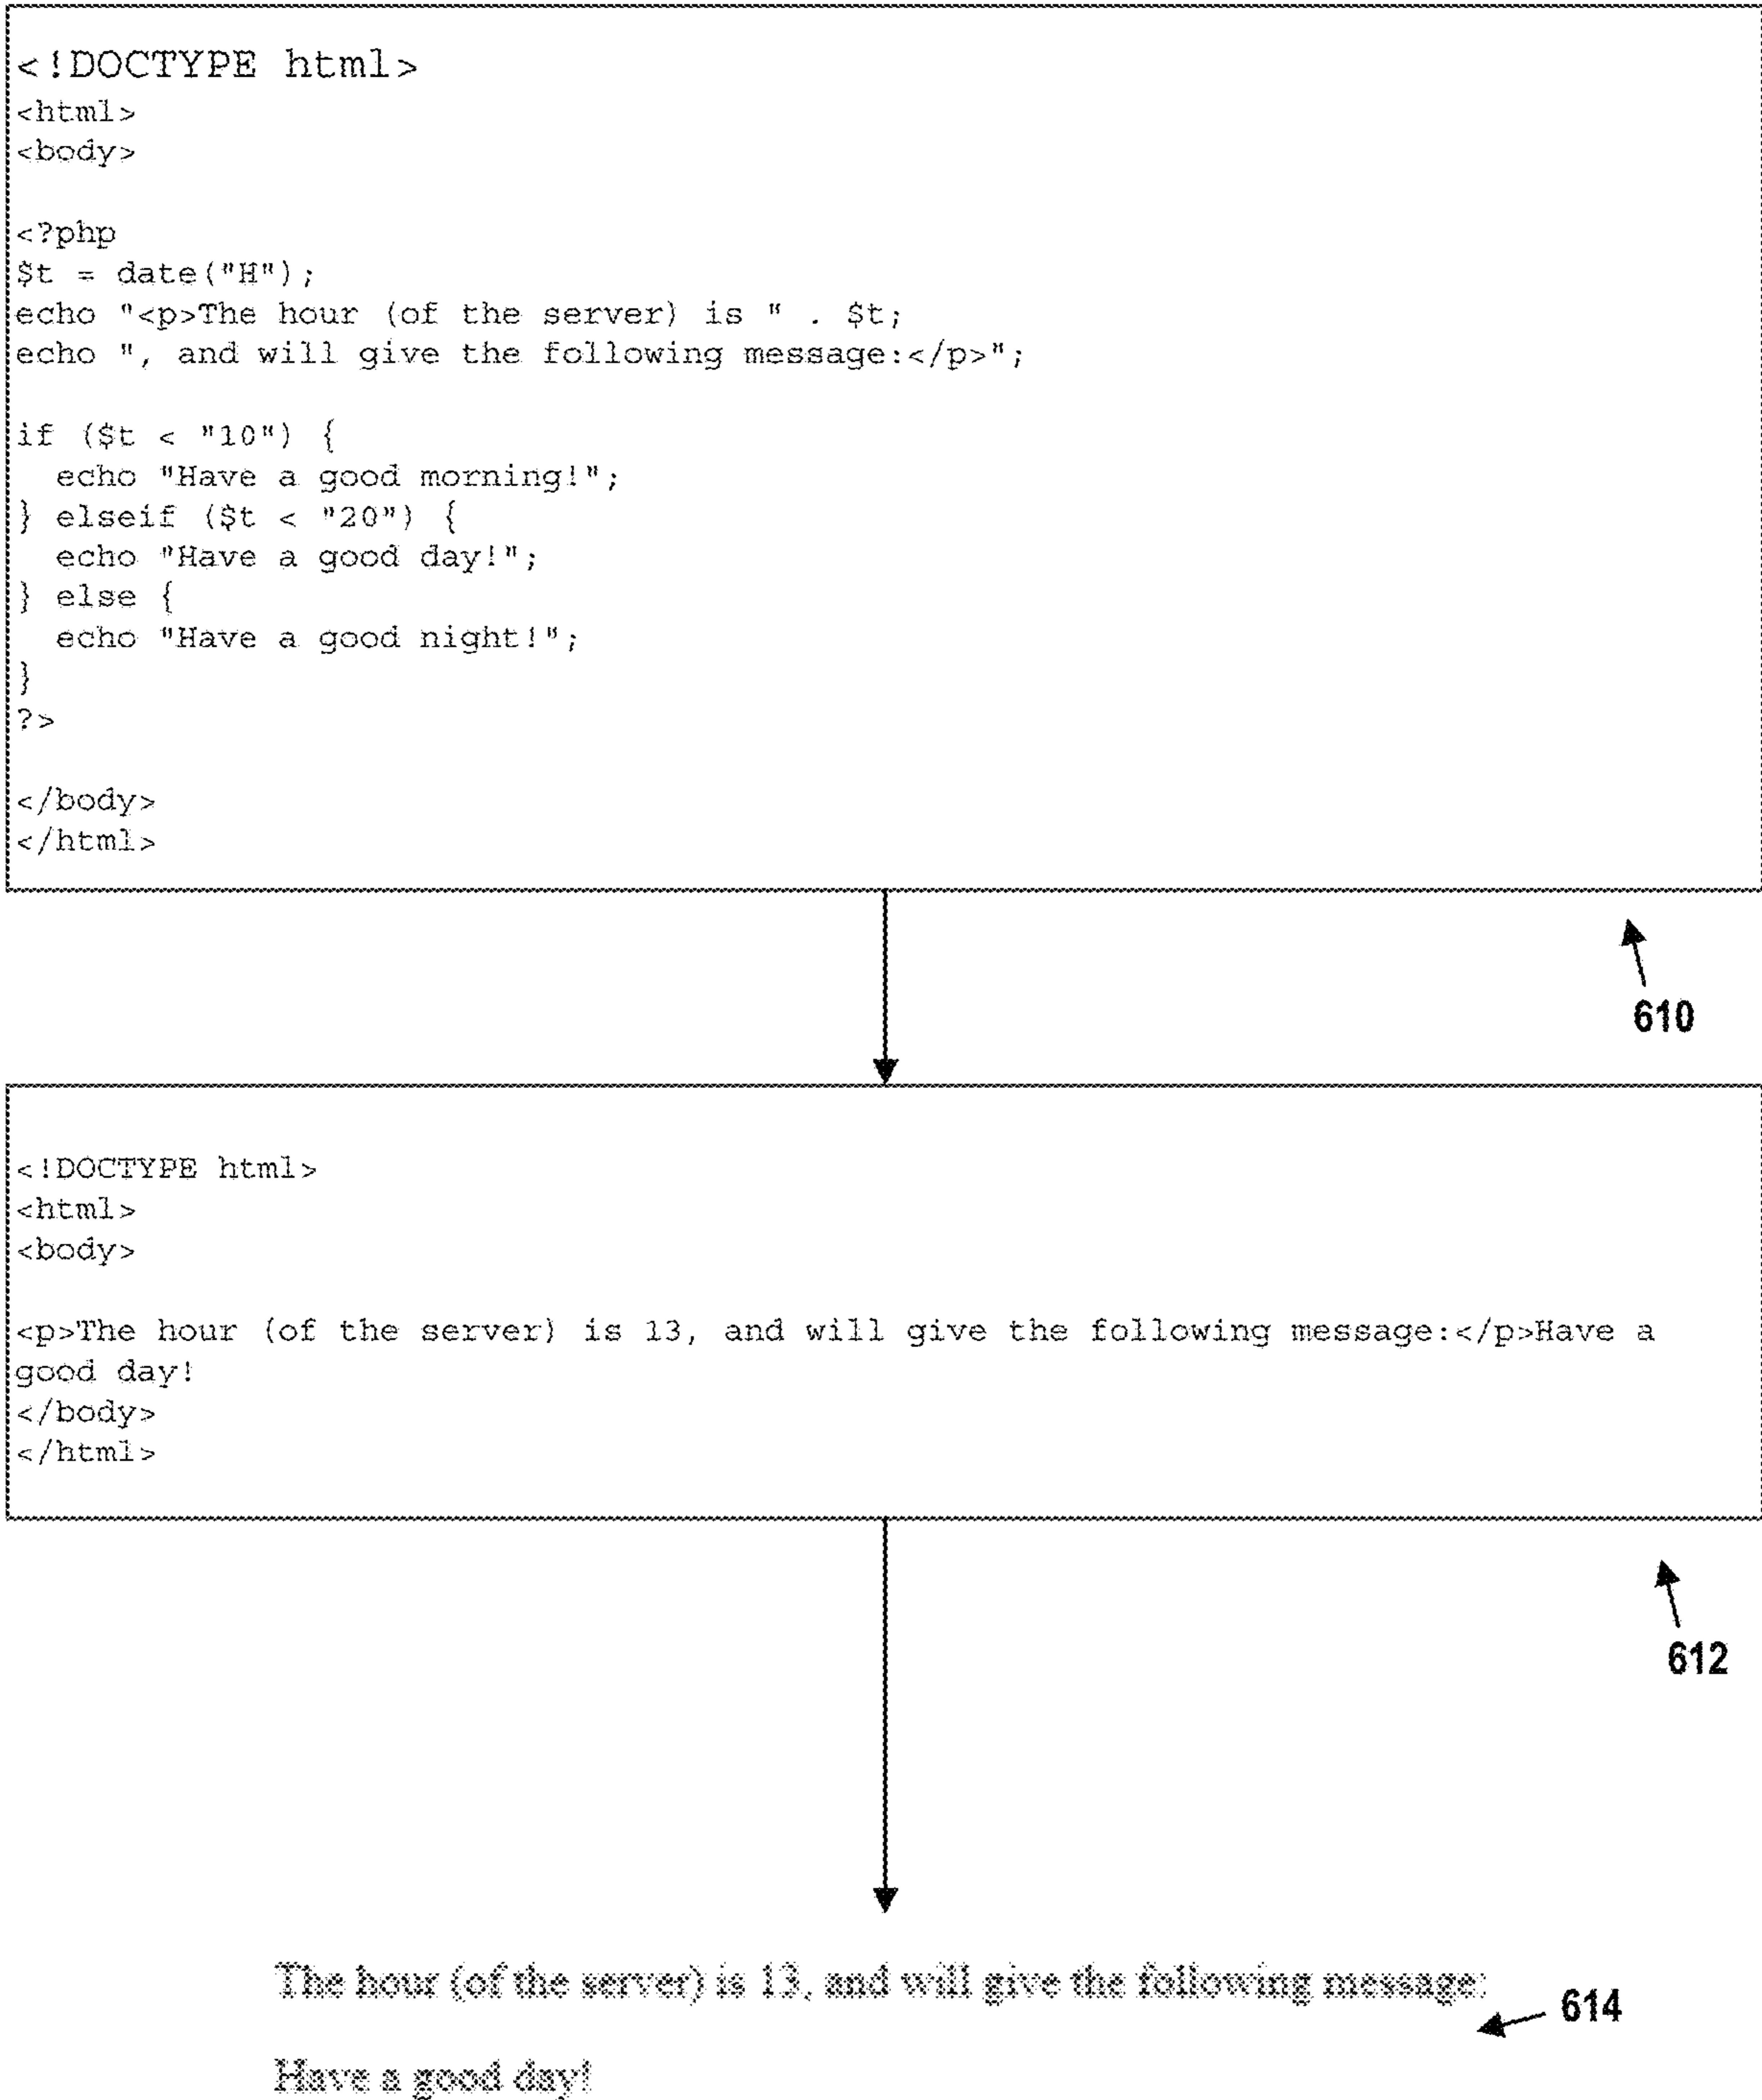 <!DOCTYPE html>
<html>
<body>
<?php
$t = date("H");
echo "<p>The hour (of the server) is " . $t;
echo ", and will give the following message:</p>";
if ($t < "10") {
  echo "Have a good morning!";
} elseif ($t < "20") {
  echo "Have a good day!";
} else {
  echo "Have a good night!";
}
?>
</body>
</html>
610
<!DOCTYPE html>
<html>
<body>
<p>The hour (of the server) is 13, and will give the following message:</p>Have a
good day!
</body>
</html>
612
The hour (of the server) is 13, and will give the following message:
614
Have a good day!